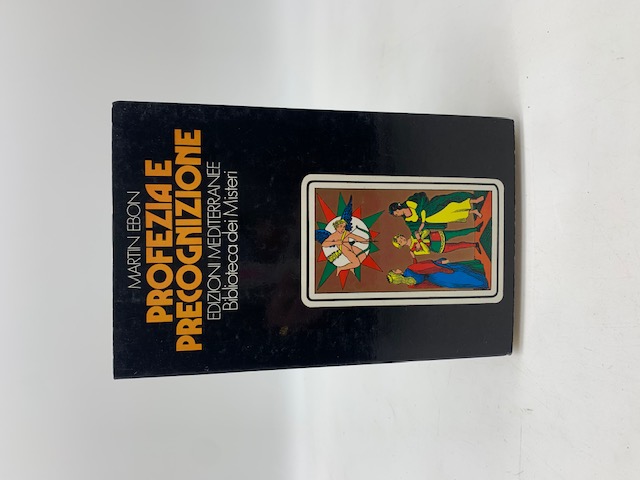 MARTIN EBON
PROFEZIA E
PRECOGNIZIONE
EDIZIONI MEDITERRANEE
Biblioteca dei Misteri